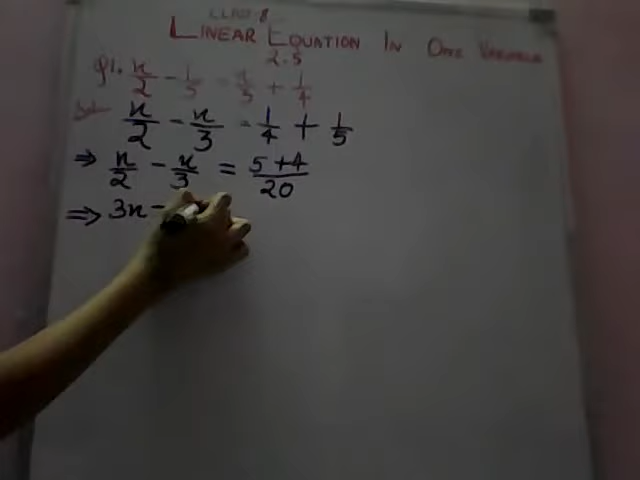 CLASS-8
LINEAR EQUATION IN ONE VARIABLE
2.5
Q1. x/2 - 1/5 = x/3 + 1/4
Sol x/2 - x/3 = 1/4 + 1/5
⇒ x/2 - x/3 = 5+4/20
⇒ 3x -